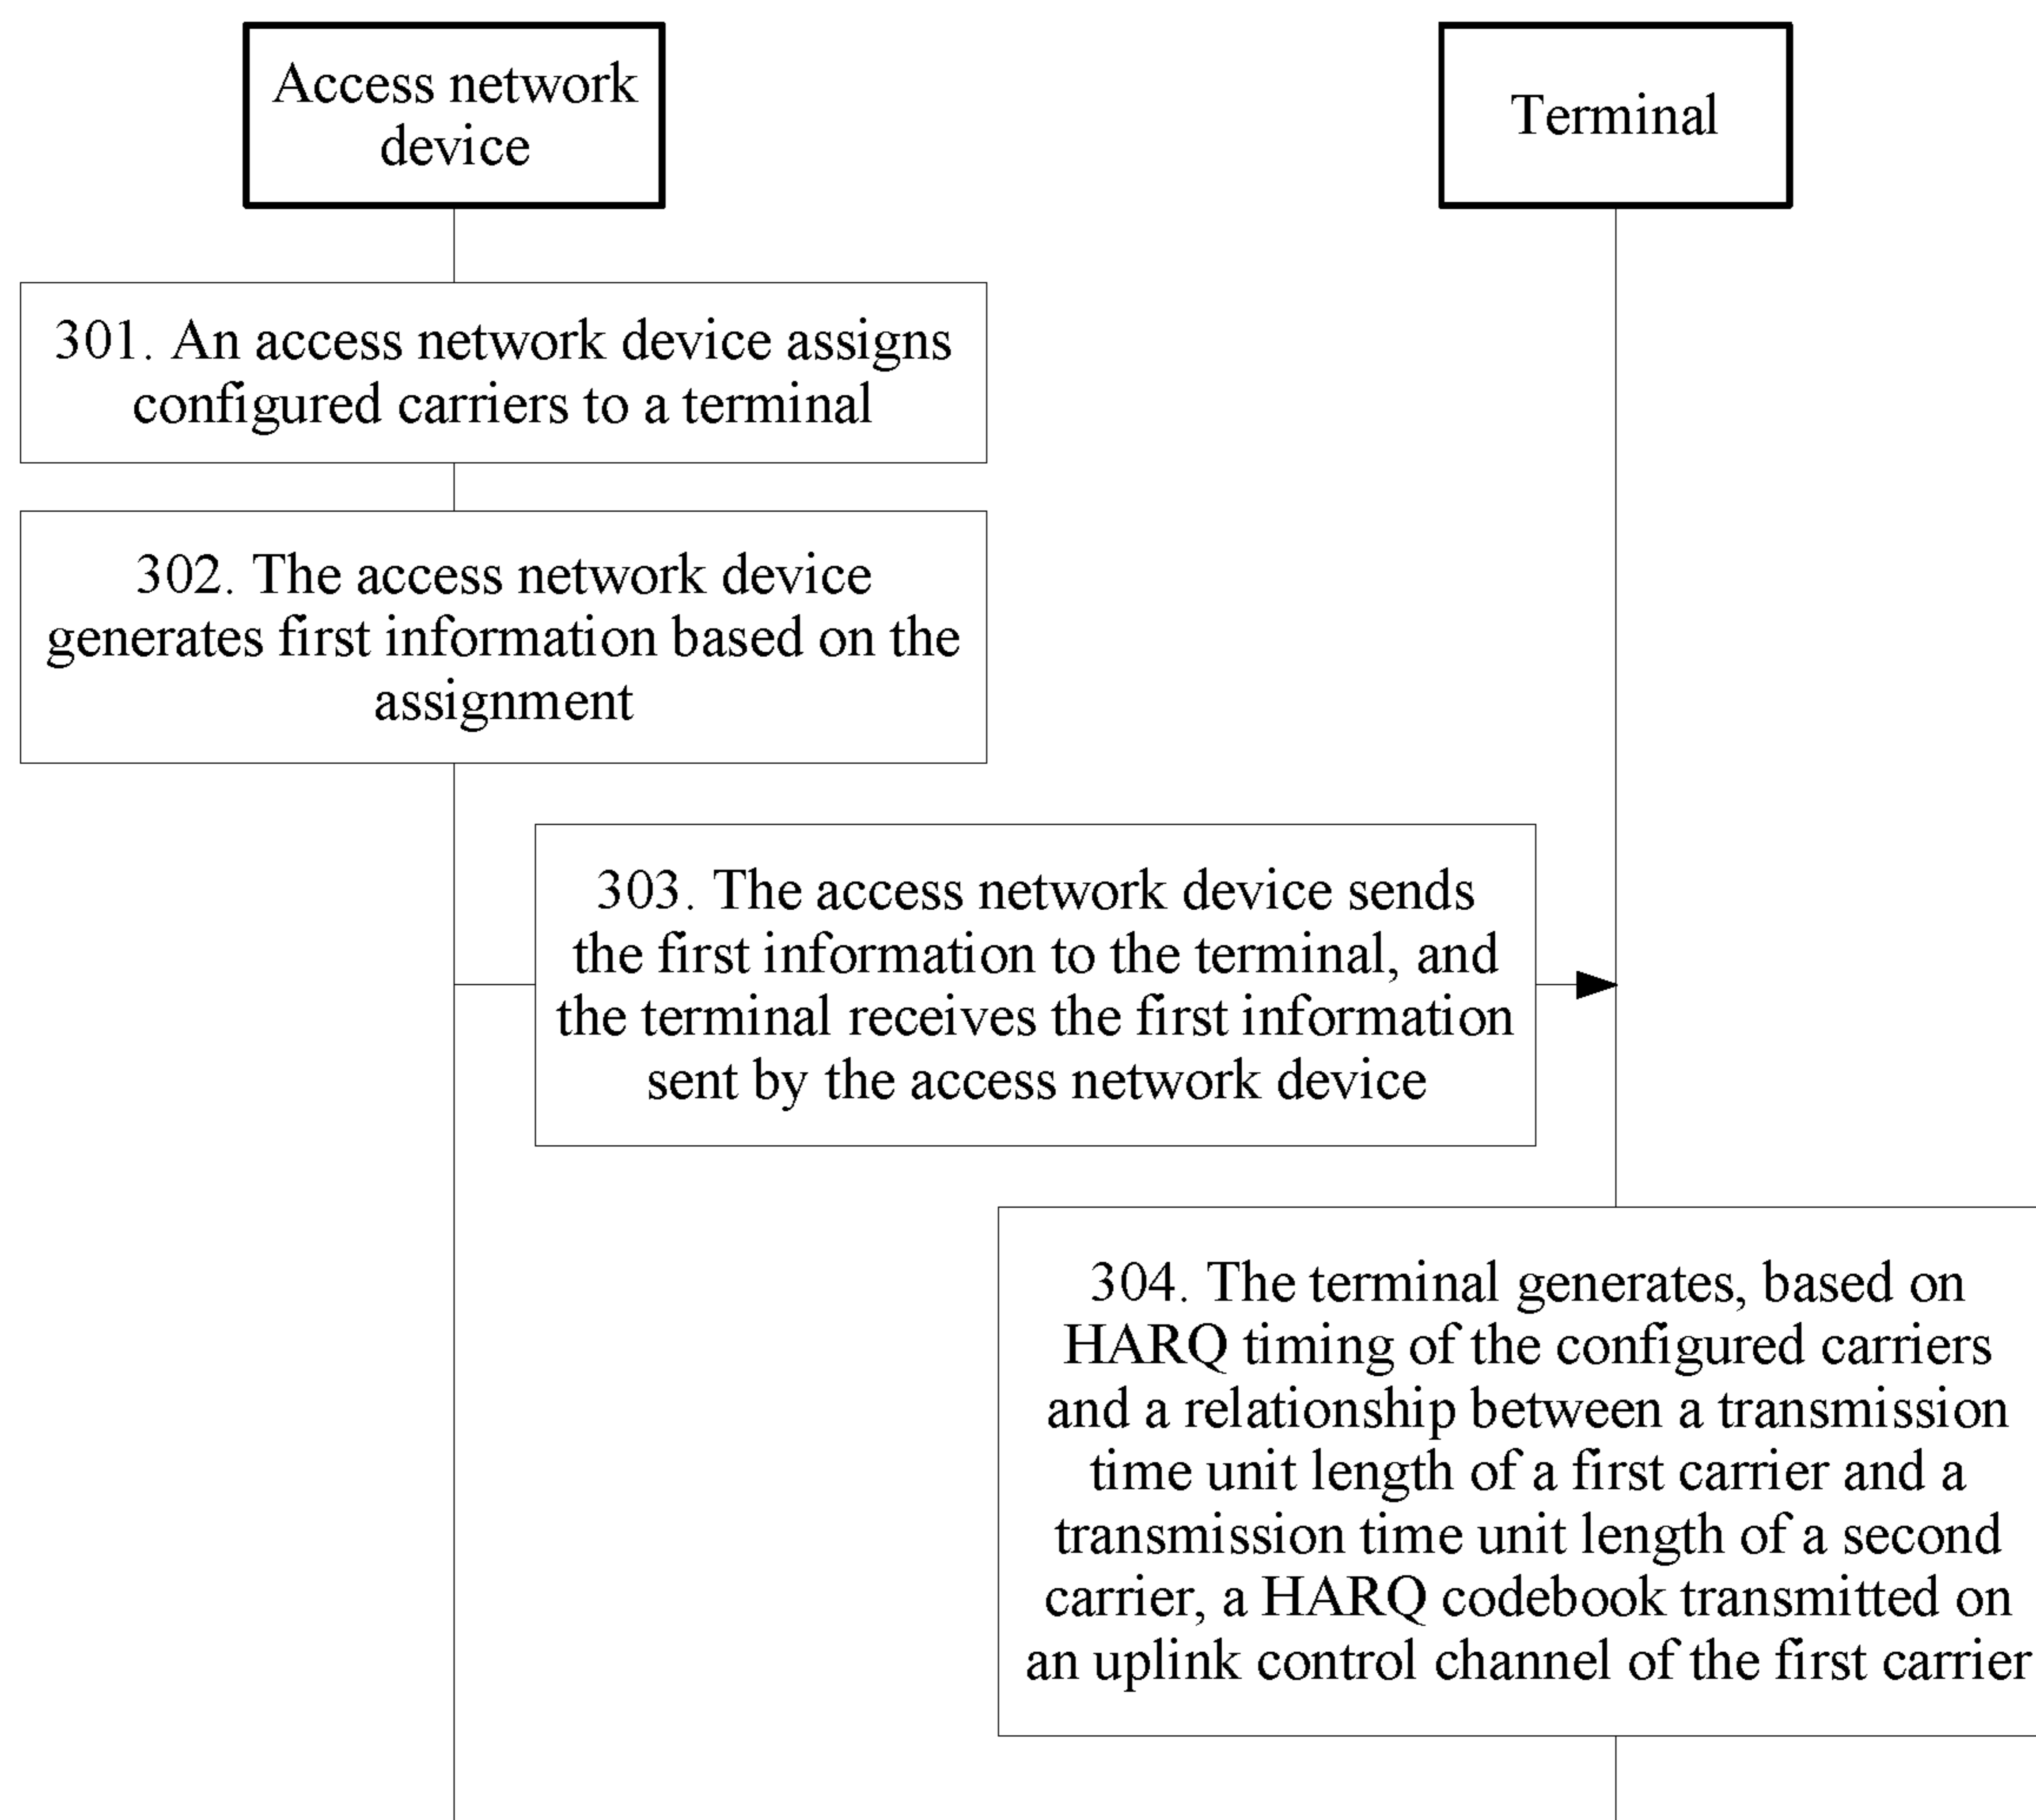 Access network
device
Terminal
301. An access network device assigns
configured carriers to a terminal
302. The access network device
generates first information based on the
assignment
303. The access network device sends
the first information to the terminal, and
the terminal receives the first information
sent by the access network device
304. The terminal generates, based on
HARQ timing of the configured carriers
and a relationship between a transmission
time unit length of a first carrier and a
transmission time unit length of a second
carrier, a HARQ codebook transmitted on
an uplink control channel of the first carrier